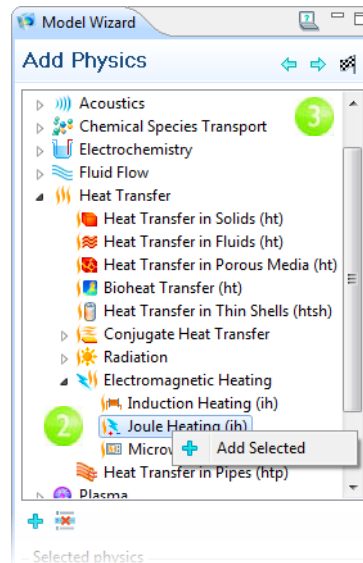 Model Wizard
Add Physics
3
Acoustics
Chemical Species Transport
Electrochemistry
Fluid Flow
Heat Transfer
Heat Transfer in Solids (ht)
Heat Transfer in Fluids (ht)
Heat Transfer in Porous Media (ht)
Bioheat Transfer (ht)
Heat Transfer in Thin Shells (htsh)
Conjugate Heat Transfer
Radiation
Electromagnetic Heating
Induction Heating (ih)
2
Joule Heating (jh)
Add Selected
Heat Transfer in Pipes (htp)
Plasma
Selected physics